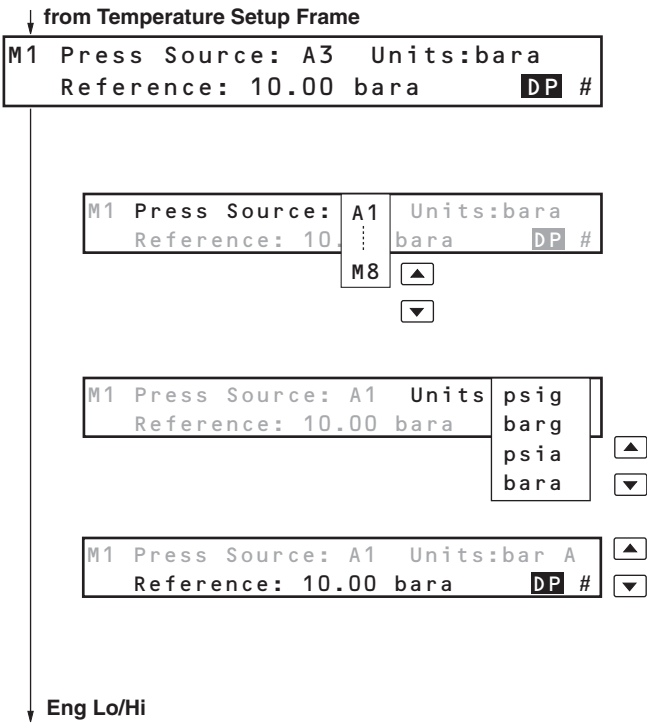 from Temperature Setup Frame
M1 Press Source: A3 Units:bara
Reference: 10.00 bara DP #
M1 Press Source: A1 Units:bara
Reference: 10. bara DP #
M8
M1 Press Source: A1 Units psig
Reference: 10.00 bara barg
psia
bara
M1 Press Source: A1 Units:bar A
Reference: 10.00 bara DP #
Eng Lo/Hi